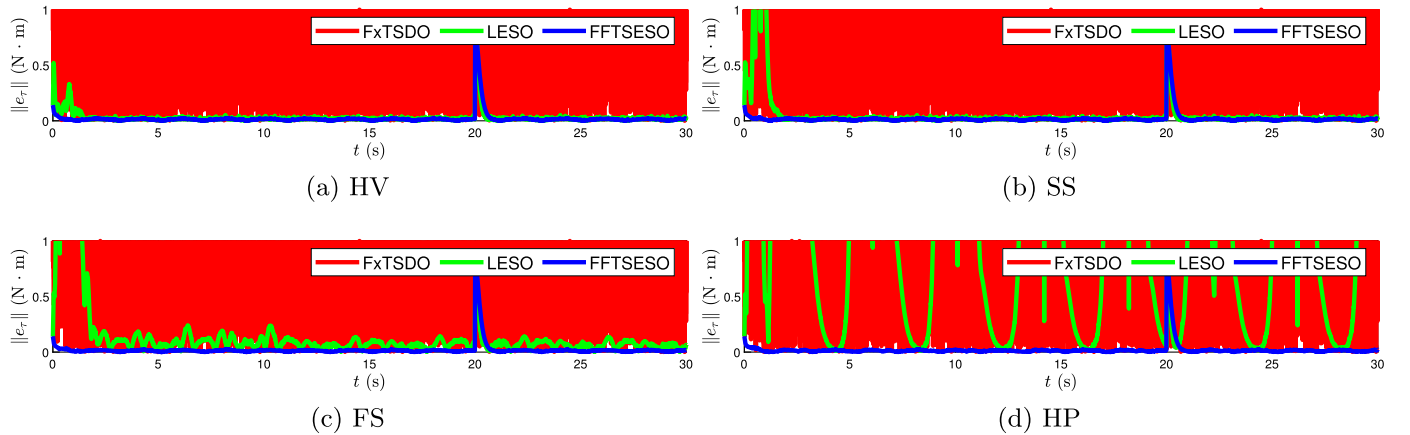 FxTSDO LESO FFTSESO
1
0.5
0
‖e_τ‖ (N · m)
0 5 10 15 20 25 30
t (s)
(a) HV
FxTSDO LESO FFTSESO
1
0.5
0
‖e_τ‖ (N · m)
0 5 10 15 20 25 30
t (s)
(b) SS
FxTSDO LESO FFTSESO
1
0.5
0
‖e_τ‖ (N · m)
0 5 10 15 20 25 30
t (s)
(c) FS
FxTSDO LESO FFTSESO
1
0.5
0
‖e_τ‖ (N · m)
0 5 10 15 20 25 30
t (s)
(d) HP